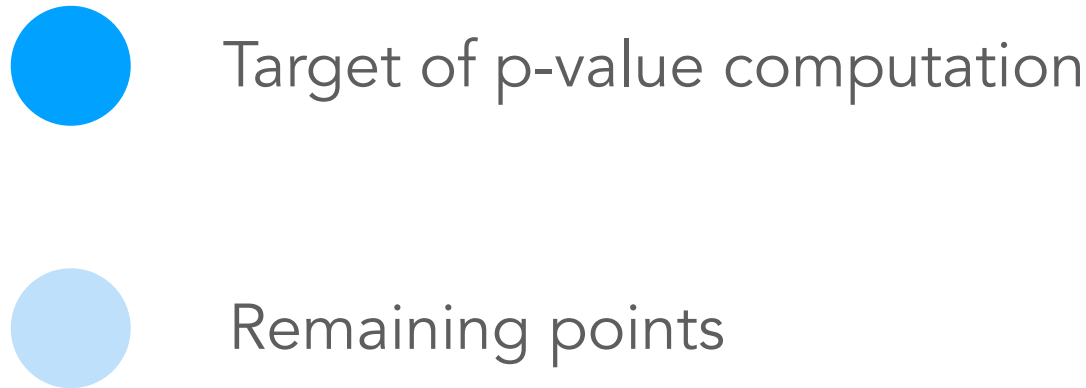 Target of p-value computation
Remaining points